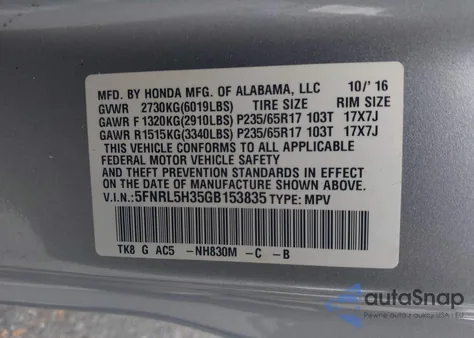 MFD. BY HONDA MFG. OF ALABAMA, LLC 10/'16
GVWR 2730KG(6019LBS) TIRE SIZE RIM SIZE
GAWR F 1320KG(2910LBS) P235/65R17 103T 17X7J
GAWR R 1515KG(3340LBS) P235/65R17 103T 17X7J
THIS VEHICLE CONFORMS TO ALL APPLICABLE
FEDERAL MOTOR VEHICLE SAFETY
AND THEFT PREVENTION STANDARDS IN EFFECT ON THE
DATE OF MANUFACTURE SHOWN ABOVE.
V.I.N.: 5FNRL5H35GB153835 TYPE: MPV
TK8 G AC5 -NH830M -C -B
autoSnap